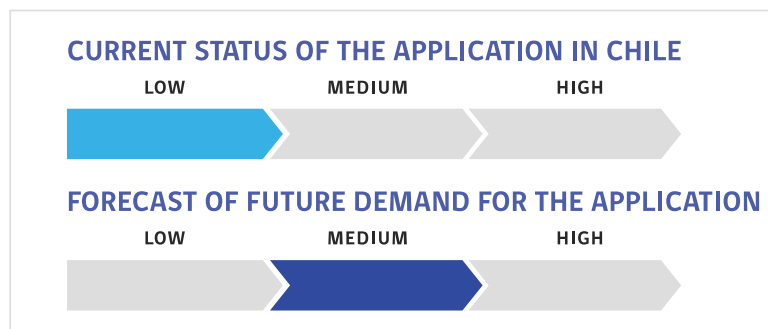 CURRENT STATUS OF THE APPLICATION IN CHILE
LOW MEDIUM HIGH
FORECAST OF FUTURE DEMAND FOR THE APPLICATION
LOW MEDIUM HIGH